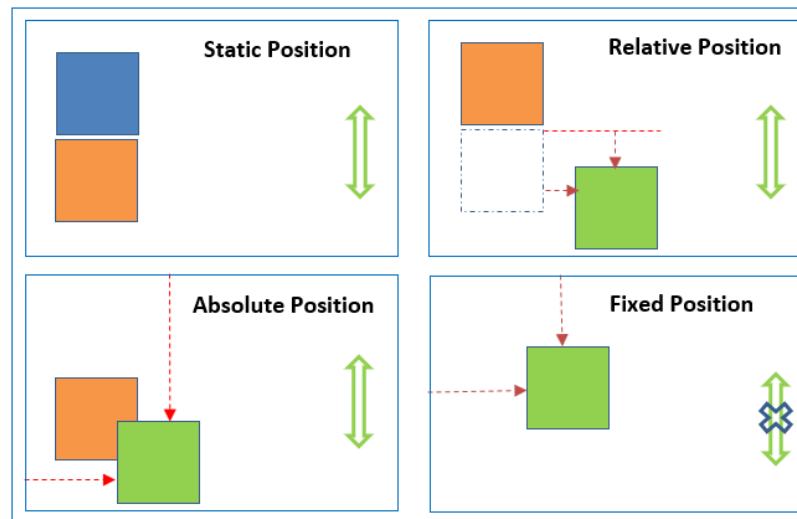 Static Position
Relative Position
Absolute Position
Fixed Position